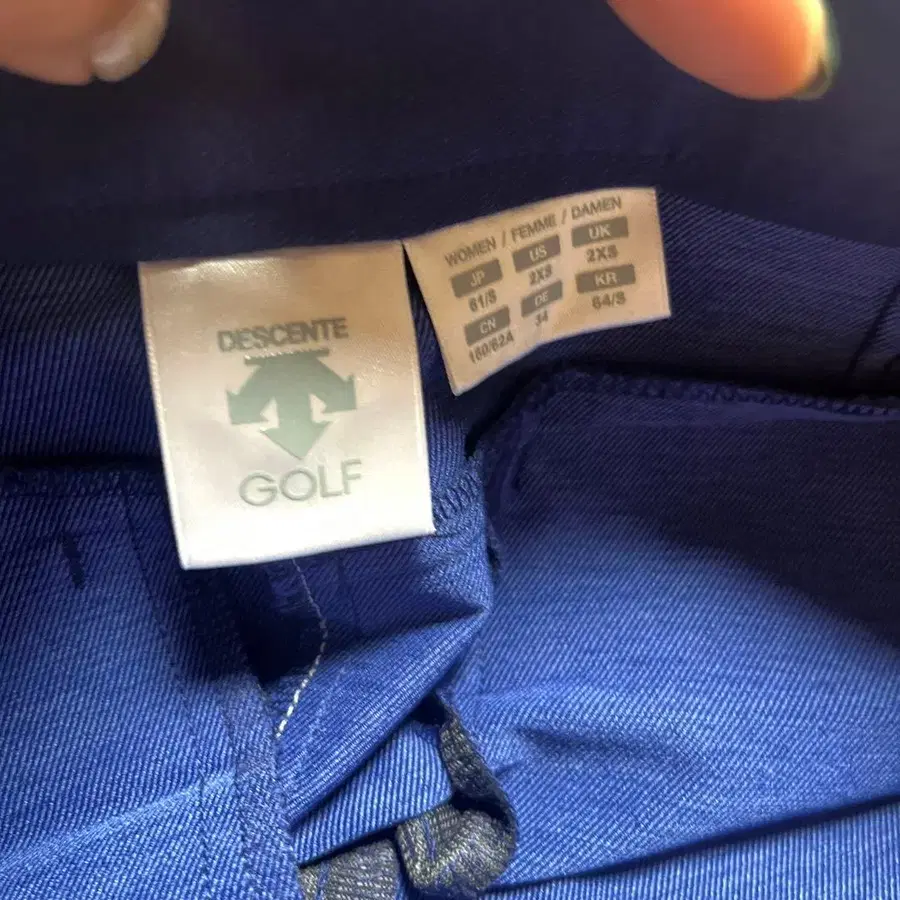 DESCENTE
GOLF
WOMEN / FEMME / DAMEN
JP US UK
61/S 2XS 2XS
CN DE KR
160/62A 34 64/S